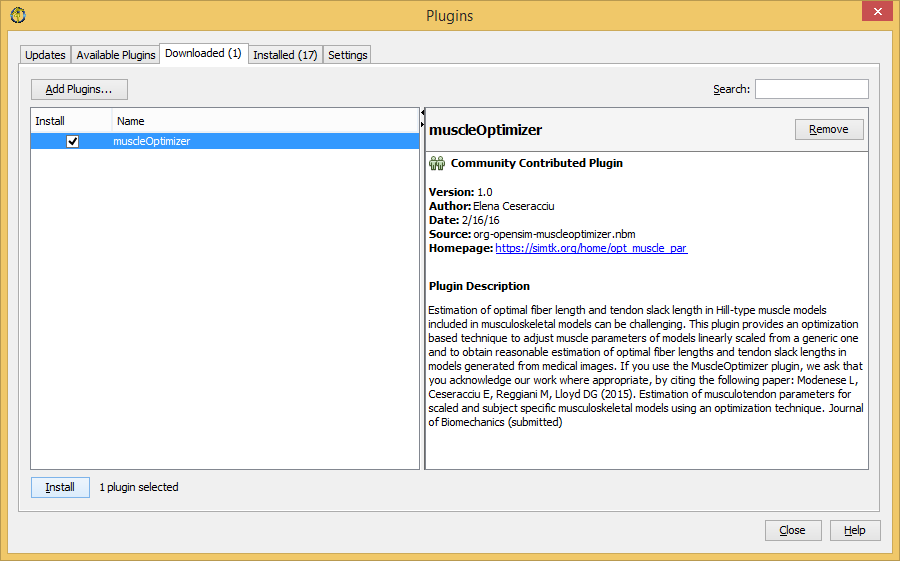 Plugins
Updates Available Plugins Downloaded (1) Installed (17) Settings
Add Plugins... Search:
Install Name
muscleOptimizer
muscleOptimizer Remove
Community Contributed Plugin
Version: 1.0
Author: Elena Ceseracciu
Date: 2/16/16
Source: org-opensim-muscleoptimizer.nbm
Homepage: https://simtk.org/home/opt_muscle_par
Plugin Description
Estimation of optimal fiber length and tendon slack length in Hill-type muscle models
included in musculoskeletal models can be challenging. This plugin provides an optimization
based technique to adjust muscle parameters of models linearly scaled from a generic one
and to obtain reasonable estimation of optimal fiber lengths and tendon slack lengths in
models generated from medical images. If you use the MuscleOptimizer plugin, we ask that
you acknowledge our work where appropriate, by citing the following paper: Modenese L,
Ceseracciu E, Reggiani M, Lloyd DG (2015). Estimation of musculotendon parameters for
scaled and subject specific musculoskeletal models using an optimization technique. Journal
of Biomechanics (submitted)
Install 1 plugin selected
Close Help